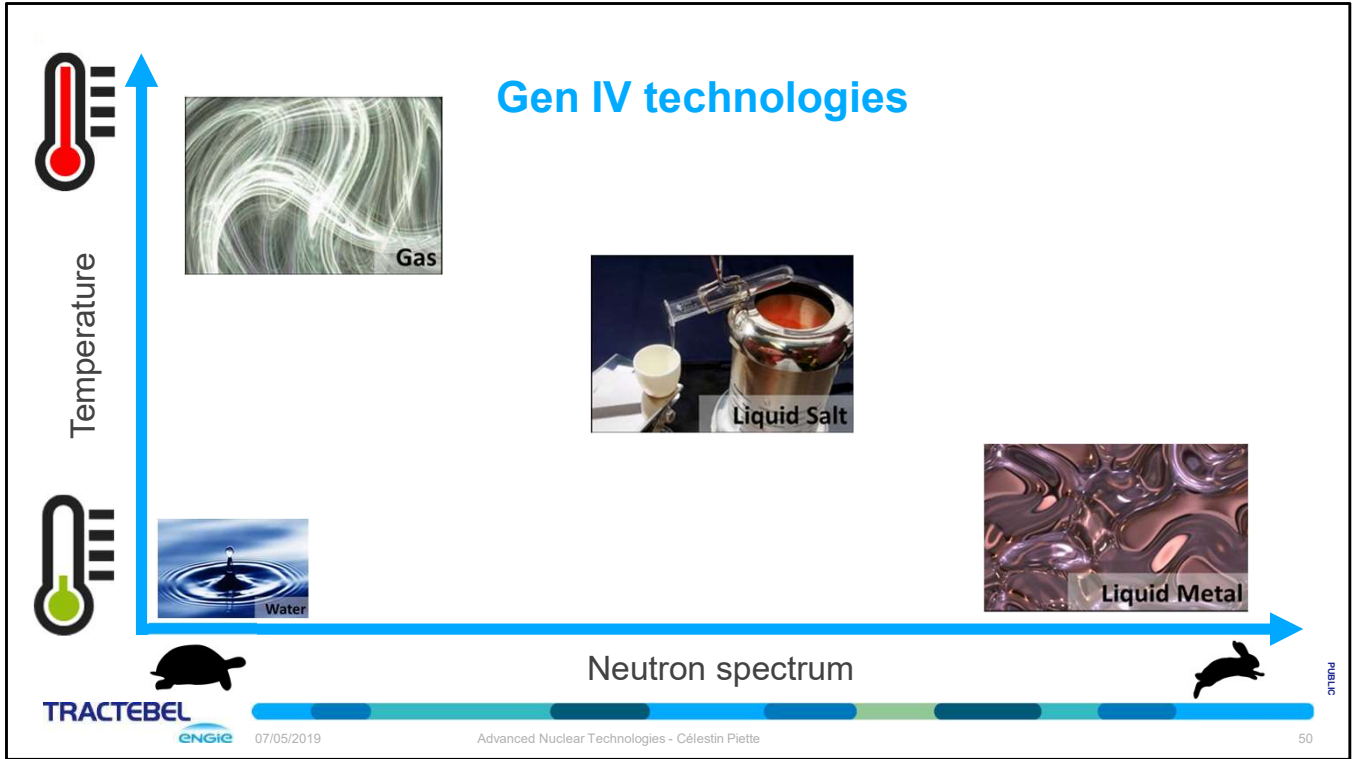 Gen IV technologies
Gas
Temperature
Liquid Salt
Liquid Metal
Water
Neutron spectrum
PUBLIC
TRACTEBEL
ENGIE
07/05/2019
Advanced Nuclear Technologies - Célestin Piette
50